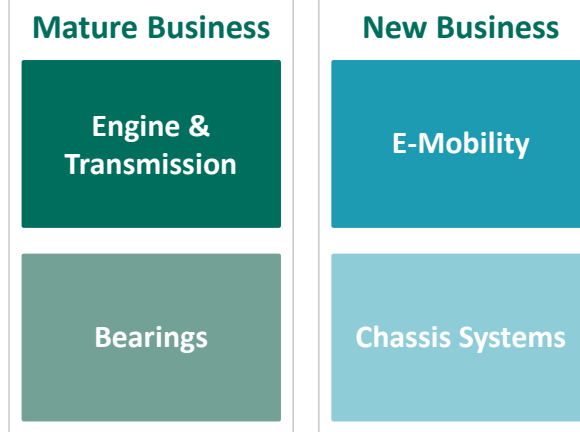 Mature Business
Engine &
Transmission
Bearings
New Business
E-Mobility
Chassis Systems